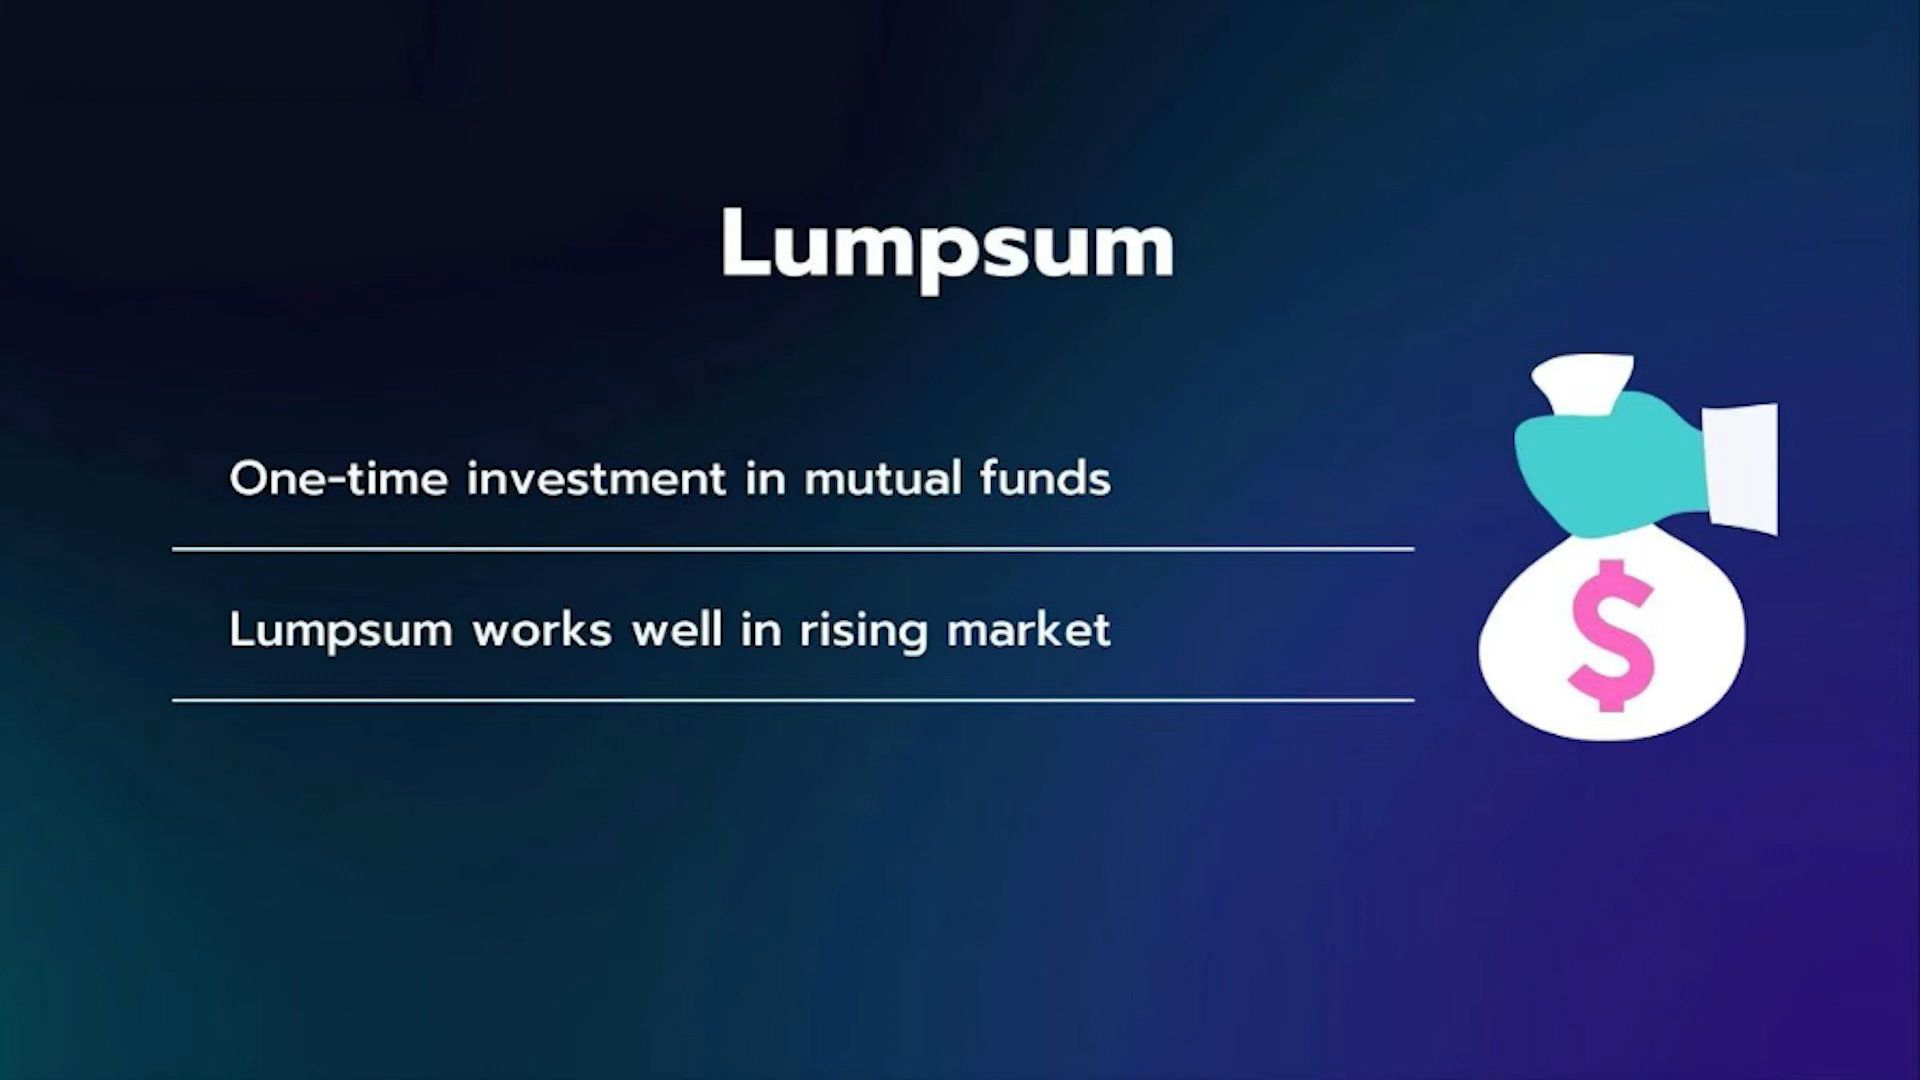 Lumpsum
One-time investment in mutual funds
Lumpsum works well in rising market
$